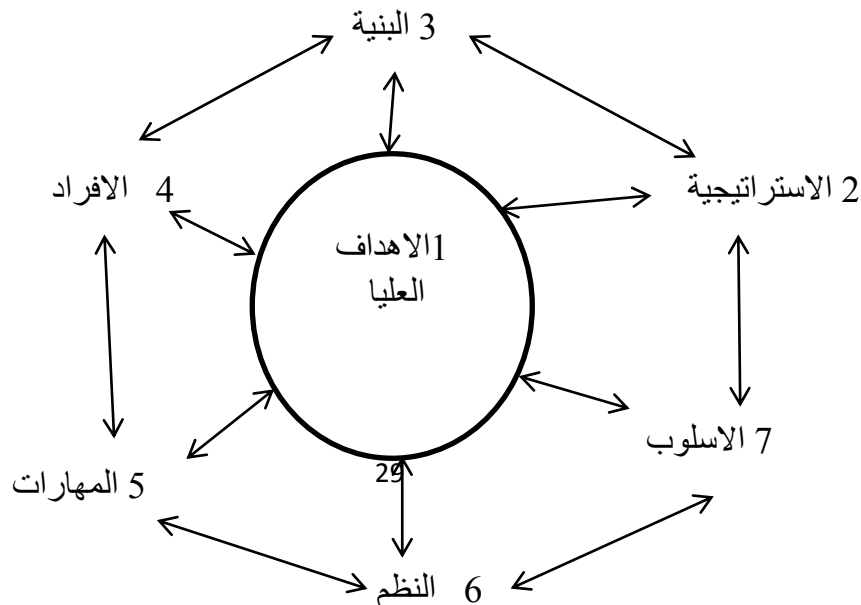 3 البنية
2 الاستراتيجية
4 الافراد
1الاهداف
العليا
7 الاسلوب
5 المهارات
29
6 النظم